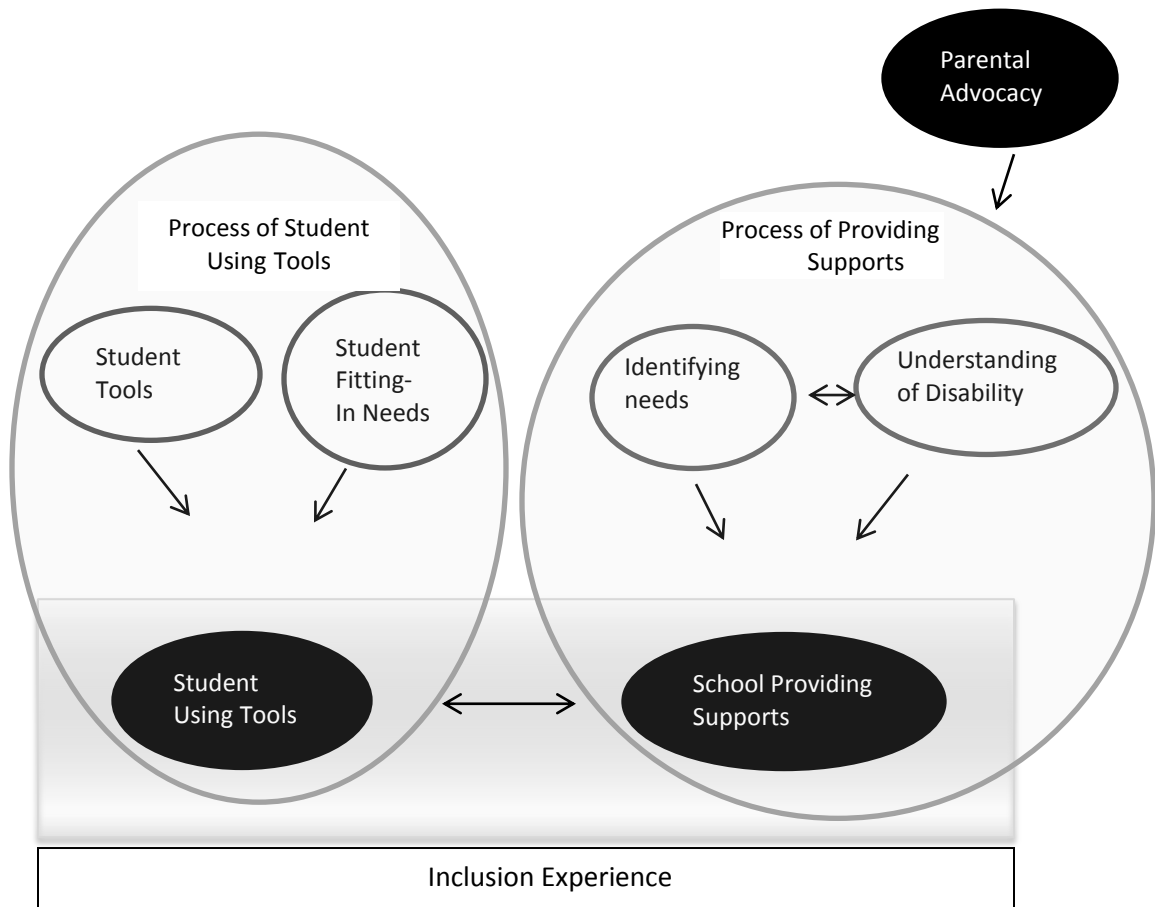 Parental
Advocacy
Process of Student
Using Tools
Process of Providing
Supports
Student
Tools
Student
Fitting-
In Needs
Identifying
needs
Understanding
of Disability
Student
Using Tools
School Providing
Supports
Inclusion Experience